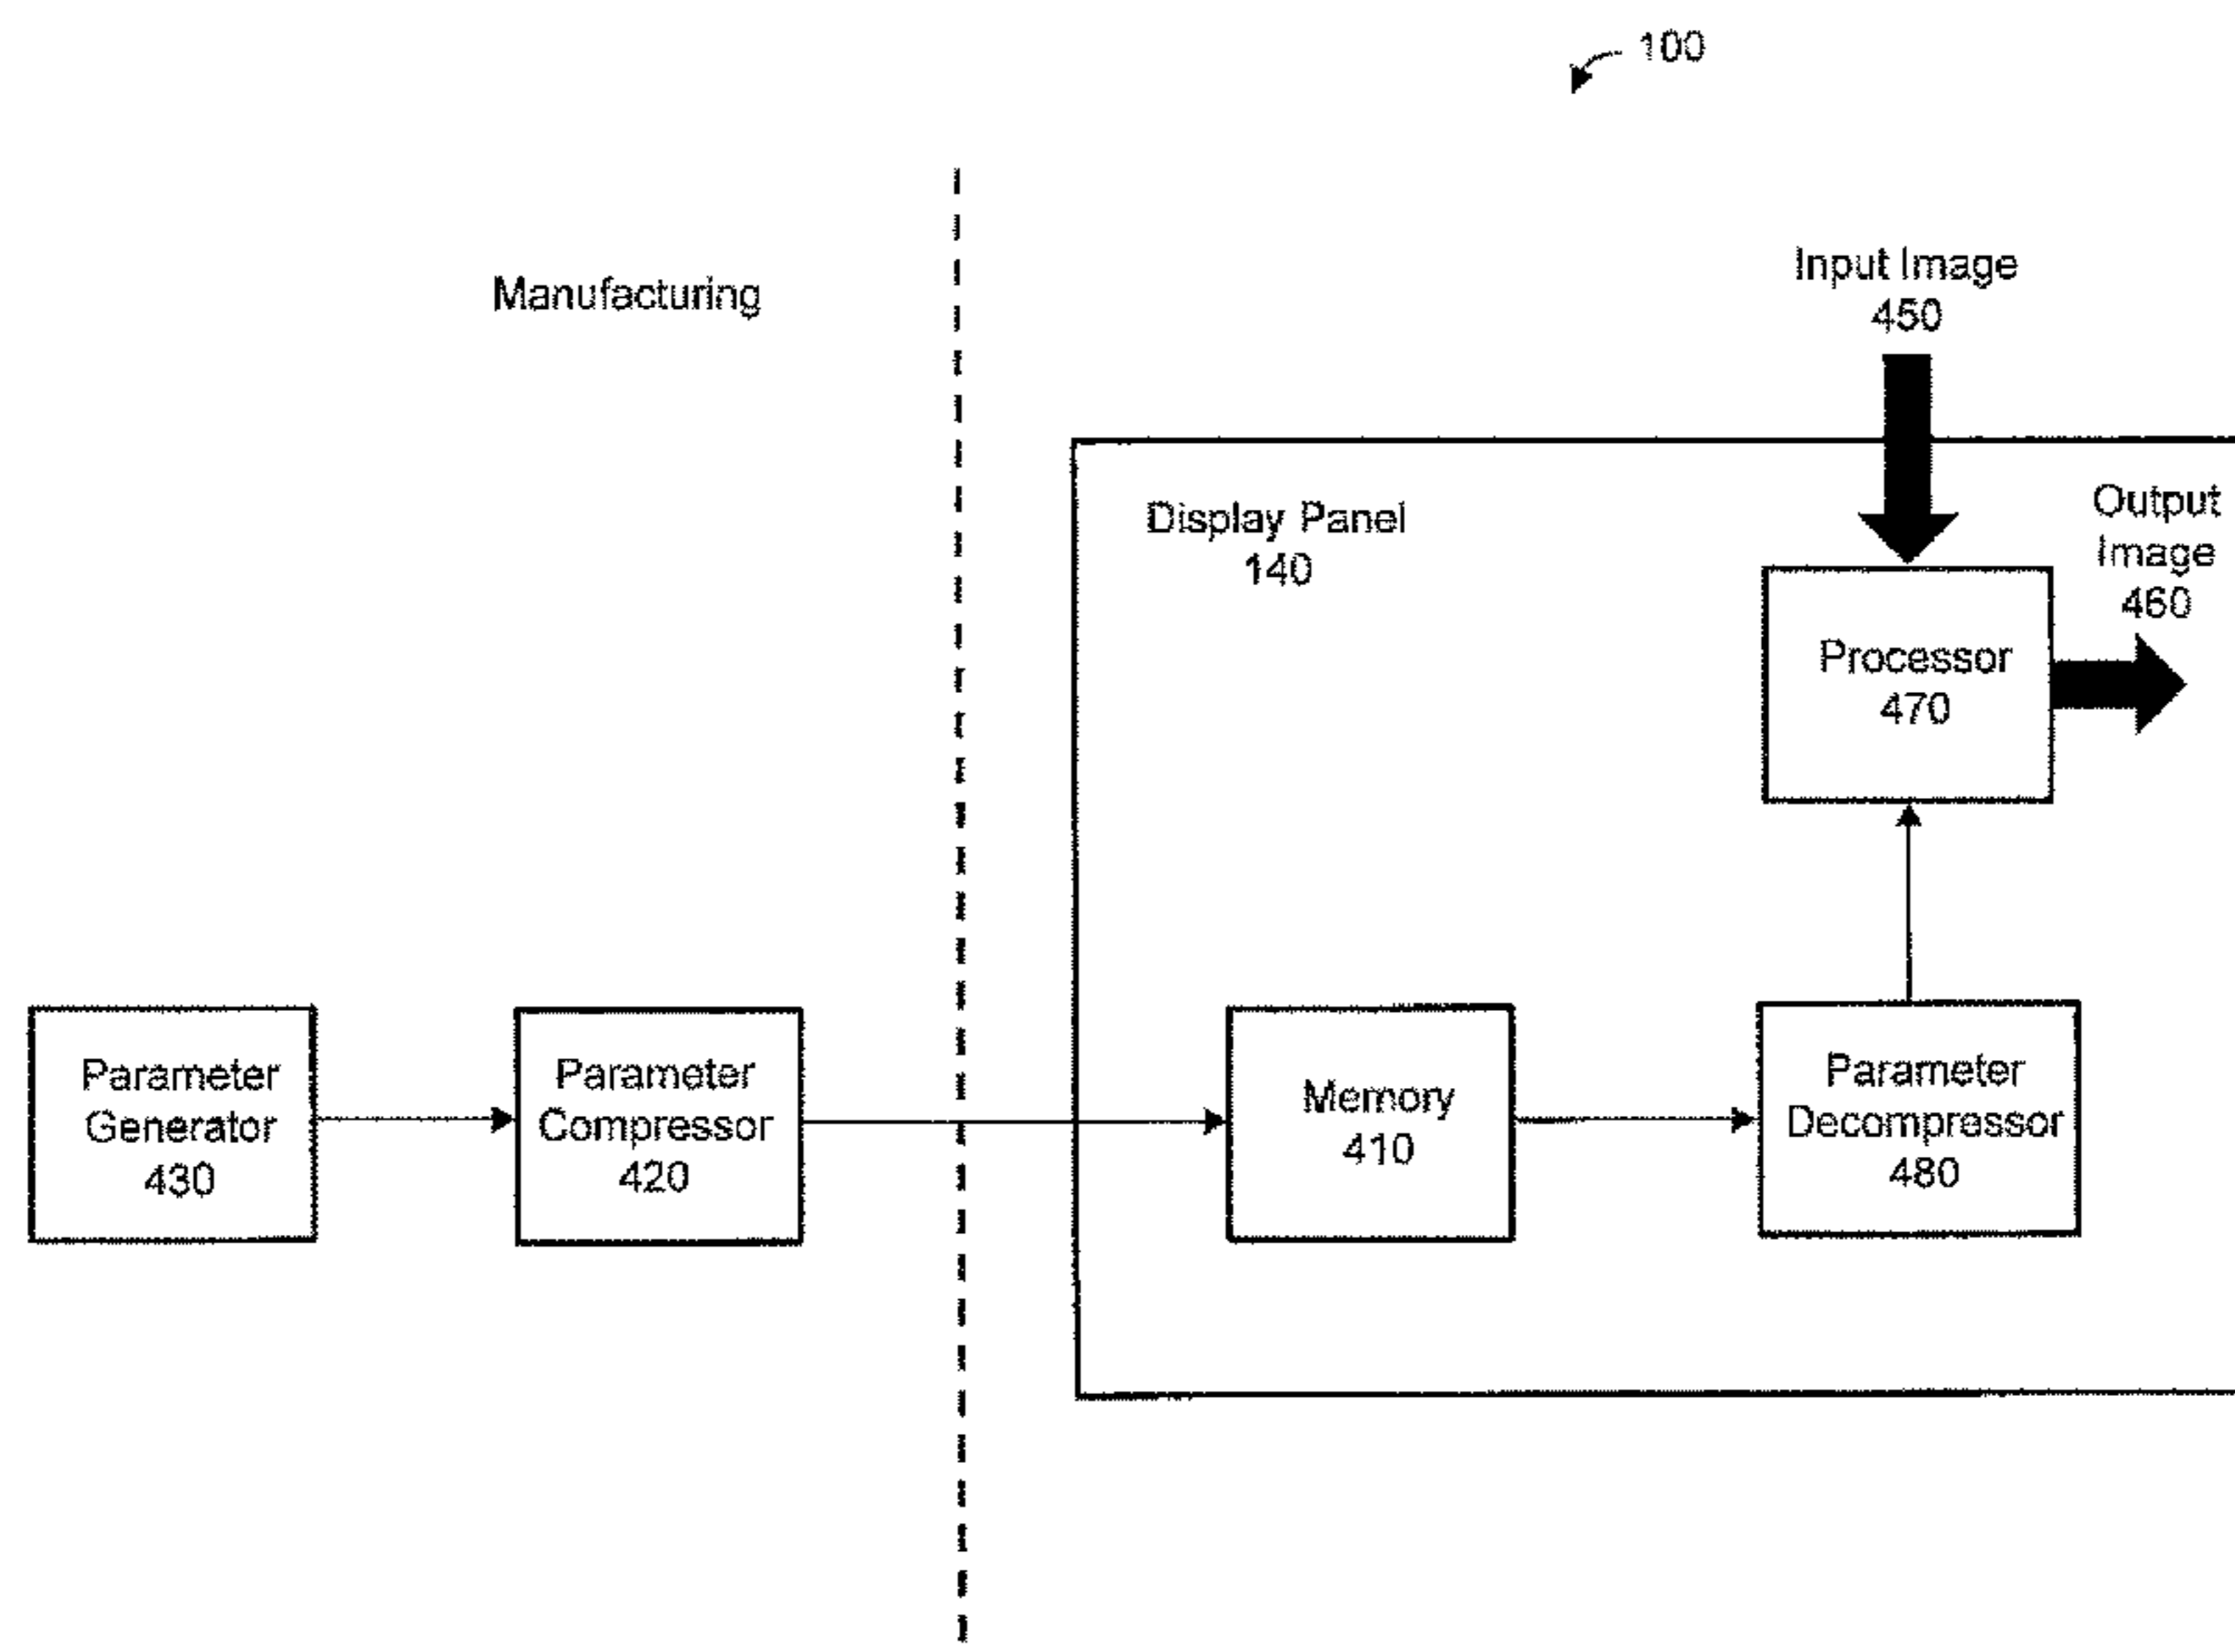 100
Manufacturing
Input Image
450
Display Panel
140
Output
Image
460
Processor
470
Parameter
Generator
430
Parameter
Compressor
420
Memory
410
Parameter
Decompressor
480